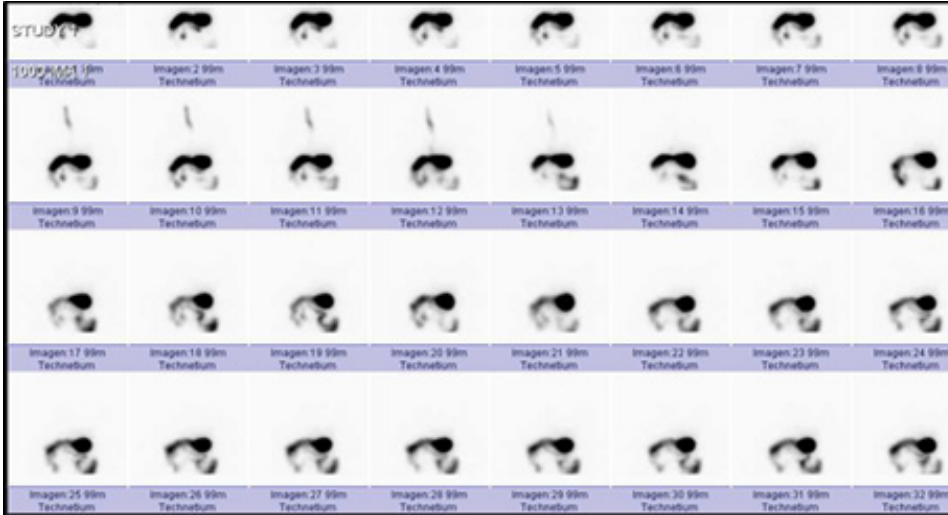 STUDY 1
Imagen:2 99m Imagen:3 99m Imagen:4 99m Imagen:5 99m Imagen:6 99m Imagen:7 99m Imagen:8 99m
Technetium Technetium Technetium Technetium Technetium Technetium Technetium Technetium
Imagen:9 99m Imagen:10 99m Imagen:11 99m Imagen:12 99m Imagen:13 99m Imagen:14 99m Imagen:15 99m Imagen:16 99m
Technetium Technetium Technetium Technetium Technetium Technetium Technetium Technetium
Imagen:17 99m Imagen:18 99m Imagen:19 99m Imagen:20 99m Imagen:21 99m Imagen:22 99m Imagen:23 99m Imagen:24 99m
Technetium Technetium Technetium Technetium Technetium Technetium Technetium Technetium
Imagen:25 99m Imagen:26 99m Imagen:27 99m Imagen:28 99m Imagen:29 99m Imagen:30 99m Imagen:31 99m Imagen:32 99m
Technetium Technetium Technetium Technetium Technetium Technetium Technetium Technetium